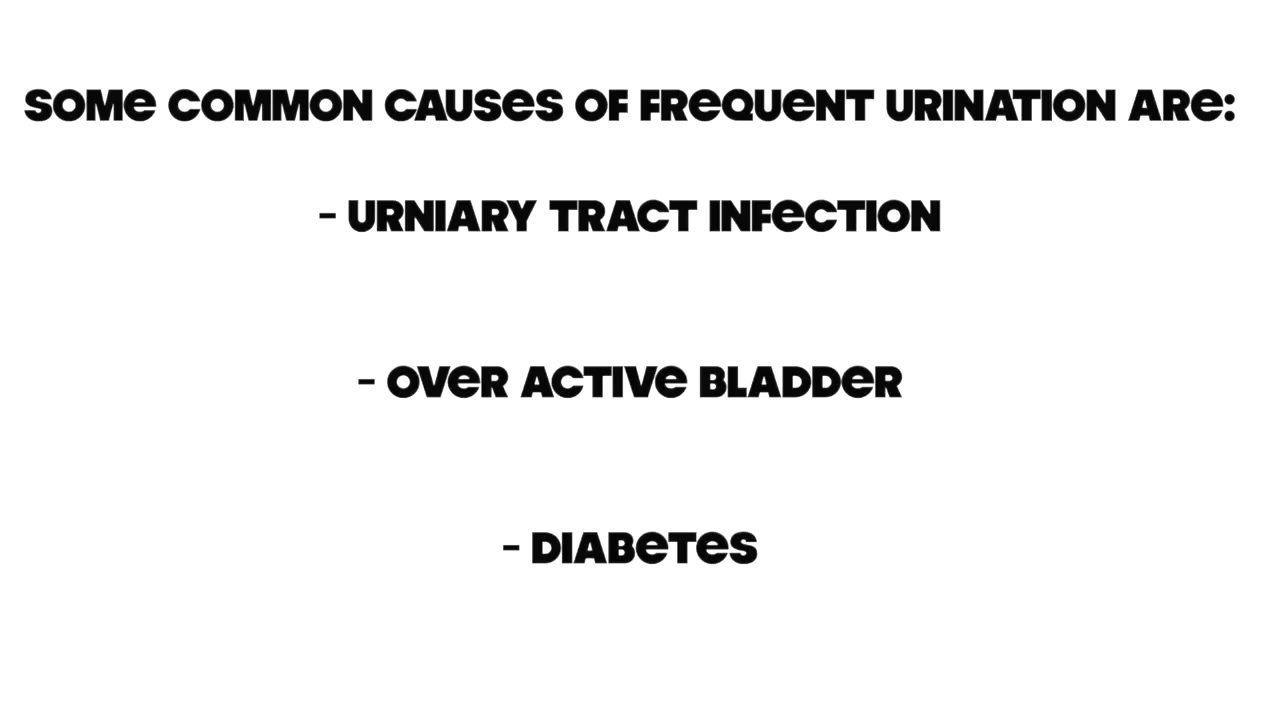 SOME COMMON CAUSES OF FREQUENT URINATION ARE:
- URNIARY TRACT INFECTION
- OVER ACTIVE BLADDER
- DIABETES